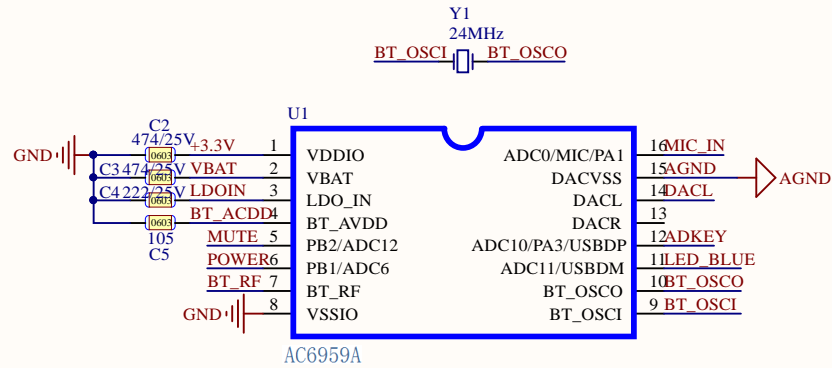 Y1
24MHz
BT_OSCI BT_OSCO
U1
C2
474/25V +3.3V 1 VDDIO ADC0/MIC/PA1 16 MIC_IN
GND 0603
C3 474/25V VBAT 2 VBAT DACVSS 15 AGND AGND
0603
C4 222/25V LDOIN 3 LDO_IN DACL 14 DACL
0603
BT_ACDD 4 BT_AVDD DACR 13
0603
105
C5
MUTE 5 PB2/ADC12 ADC10/PA3/USBDP 12 ADKEY
POWER 6 PB1/ADC6 ADC11/USBDM 11 LED_BLUE
BT_RF 7 BT_RF BT_OSCO 10 BT_OSCO
GND 8 VSSIO BT_OSCI 9 BT_OSCI
AC6959A